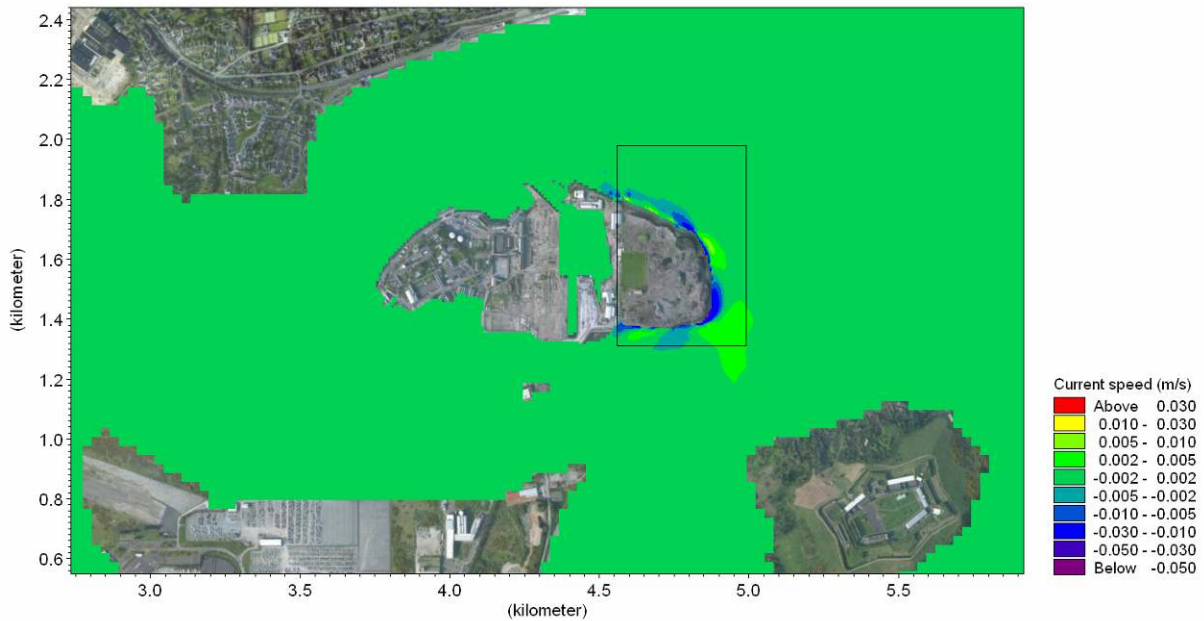 2.4
2.2
2.0
1.8
1.6
(kilometer)
1.4
1.2
1.0
0.8
0.6
3.0 3.5 4.0 4.5 5.0 5.5
(kilometer)
Current speed (m/s)
Above 0.030
0.010 - 0.030
0.005 - 0.010
0.002 - 0.005
-0.002 - 0.002
-0.005 - -0.002
-0.010 - -0.005
-0.030 - -0.010
-0.050 - -0.030
Below -0.050